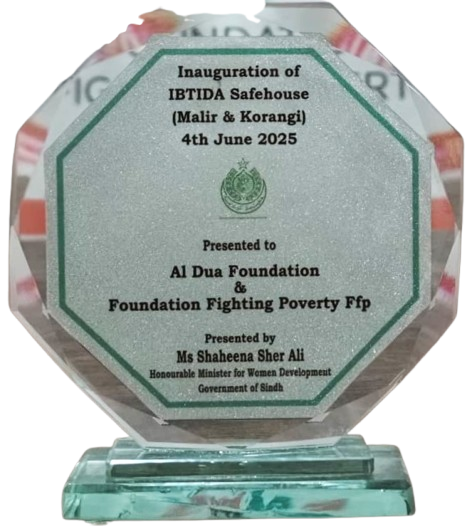 Inauguration of
IBTIDA Safehouse
(Malir & Korangi)
4th June 2025
Presented to
Al Dua Foundation
&
Foundation Fighting Poverty Ffp
Presented by
Ms Shaheena Sher Ali
Honourable Minister for Women Development
Government of Sindh